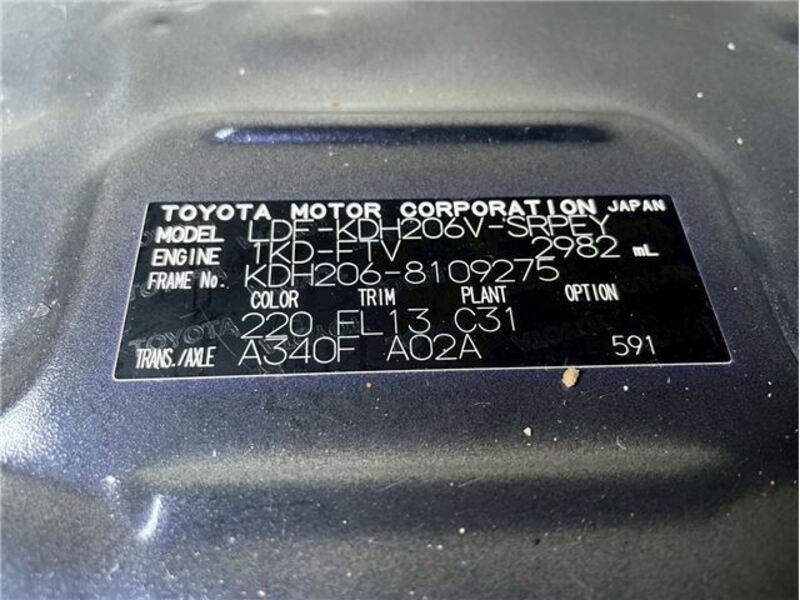 TOYOTA MOTOR CORPORATION JAPAN
MODEL LDF-KDH206V-SRPEY
ENGINE 1KD-FTV 2982 mL
FRAME No. KDH206-8109275
COLOR TRIM PLANT OPTION
220 FL13 C31
TRANS./AXLE A340F A02A 591
TOYOTA